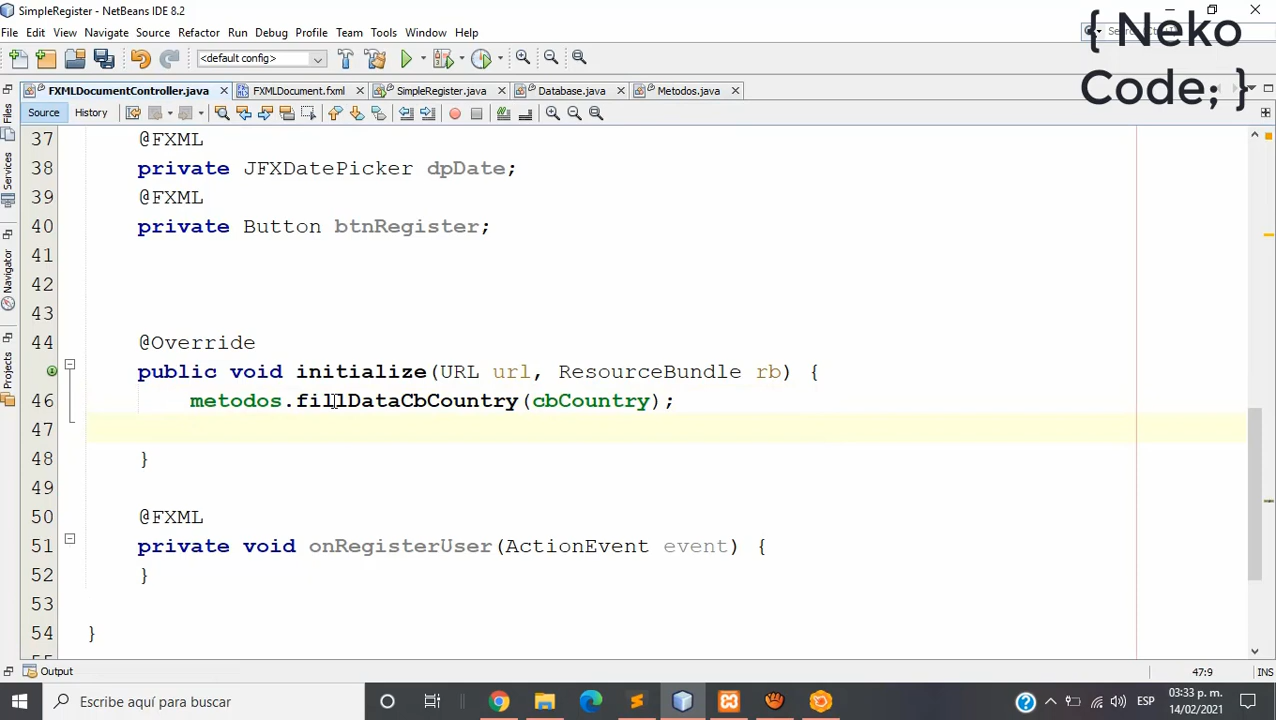 SimpleRegister - NetBeans IDE 8.2
File Edit View Navigate Source Refactor Run Debug Profile Team Tools Window Help
{ Neko
Code; }
<default config>
FXMLDocumentController.java FXMLDocument.fxml SimpleRegister.java Database.java Metodos.java
Source History
Files
Services
Navigator
Projects
37 @FXML
38 private JFXDatePicker dpDate;
39 @FXML
40 private Button btnRegister;
41
42
43
44 @Override
public void initialize(URL url, ResourceBundle rb) {
46 metodos.fillDataCbCountry(cbCountry);
47
48 }
49
50 @FXML
51 private void onRegisterUser(ActionEvent event) {
52 }
53
54 }
Output
47:9 INS
Escribe aquí para buscar
ESP
03:33 p. m.
14/02/2021